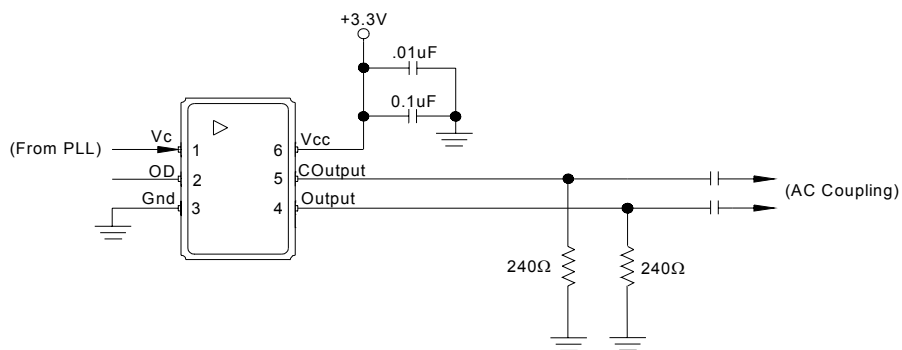 +3.3V
.01uF
0.1uF
(From PLL)
Vc
1
6
Vcc
OD
2
5
COutput
Gnd
3
4
Output
(AC Coupling)
240Ω
240Ω